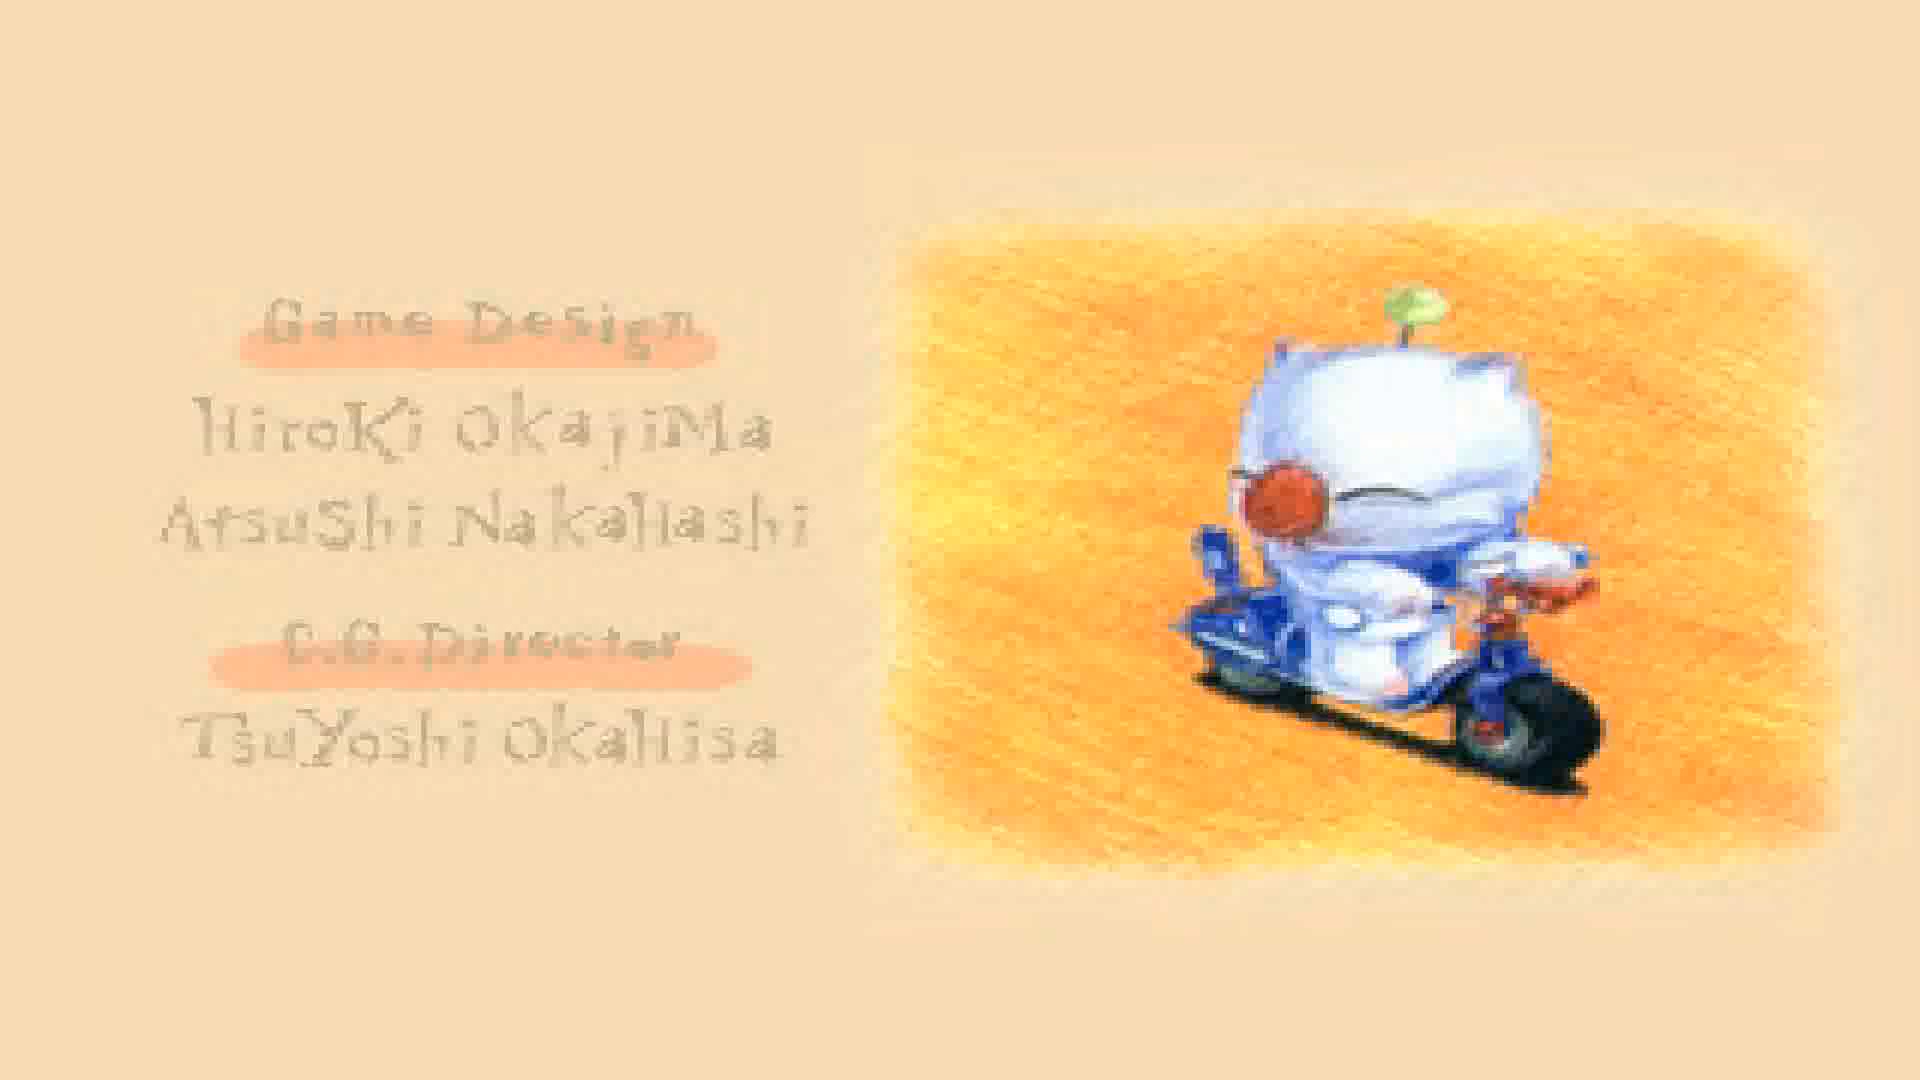 Game Design
HiroKi OkajiMa
AtsuShi NakaHashi
C.G.Director
TsuYoshi OkaHisa